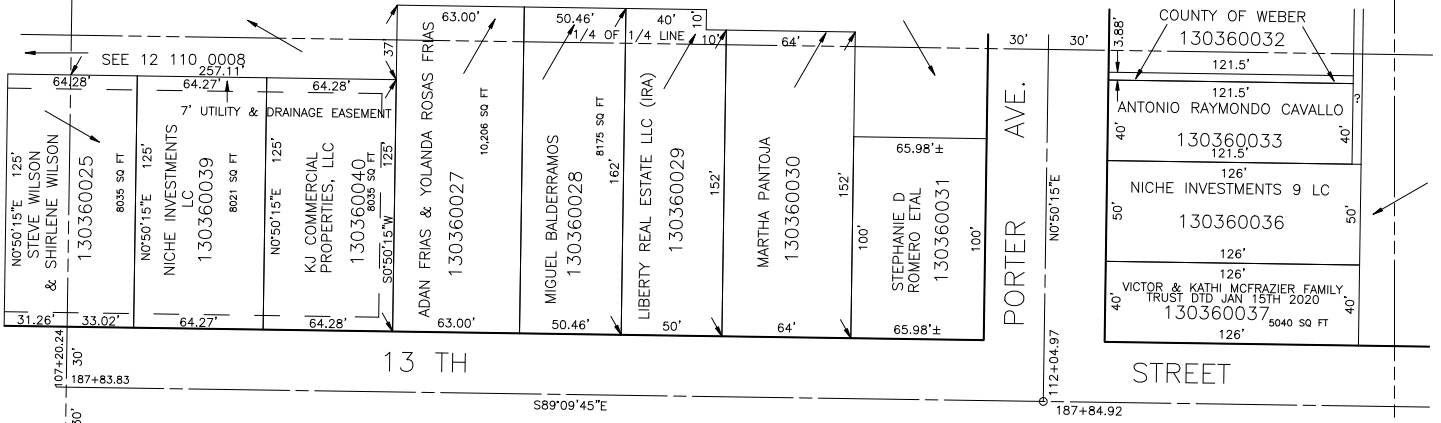 SEE 12 110 0008
257.11'
64.28'
64.27'
64.28'
7' UTILITY & DRAINAGE EASEMENT
N0°50'15"E 125'
STEVE WILSON
& SHIRLENE WILSON
130360025
8035 SQ FT
31.26'
33.02'
N0°50'15"E 125'
NICHE INVESTMENTS
LC
130360039
8021 SQ FT
64.27'
N0°50'15"E 125'
KJ COMMERCIAL
PROPERTIES, LLC
130360040
8035 SQ FT
S0°50'15"W 125'
64.28'
37'
63.00'
ADAN FRIAS & YOLANDA ROSAS FRIAS
130360027
10,206 SQ FT
63.00'
50.46'
1/4 OF 1/4 LINE
MIGUEL BALDERRAMOS
130360028
8175 SQ FT
162'
50.46'
40'
10'
10'
LIBERTY REAL ESTATE LLC (IRA)
130360029
152'
50'
64'
MARTHA PANTOJA
130360030
152'
64'
65.98'±
100'
STEPHANIE D
ROMERO ETAL
130360031
100'
65.98'±
30'
30'
PORTER AVE.
N0°50'15"E
112+04.97
187+84.92
3.88'
COUNTY OF WEBER
130360032
121.5'
121.5'
ANTONIO RAYMONDO CAVALLO
40'
130360033
40'
?
121.5'
126'
NICHE INVESTMENTS 9 LC
50'
130360036
50'
126'
126'
VICTOR & KATHI MCFRAZIER FAMILY
TRUST DTD JAN 15TH 2020
40'
130360037
5040 SQ FT
40'
126'
13 TH
STREET
107+20.24
30'
187+83.83
30'
S89°09'45"E